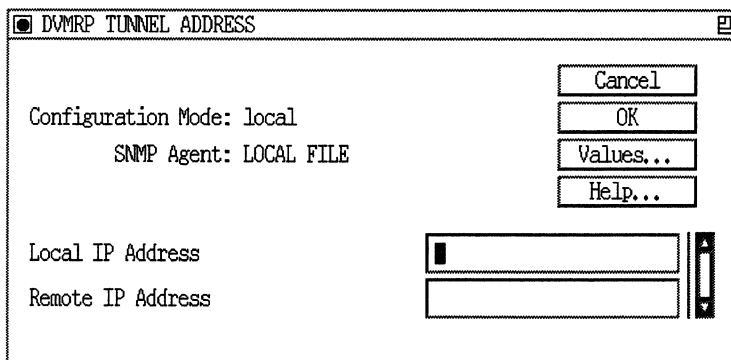 DVMRP TUNNEL ADDRESS
Cancel
Configuration Mode: local
OK
SNMP Agent: LOCAL FILE
Values...
Help...
Local IP Address
Remote IP Address